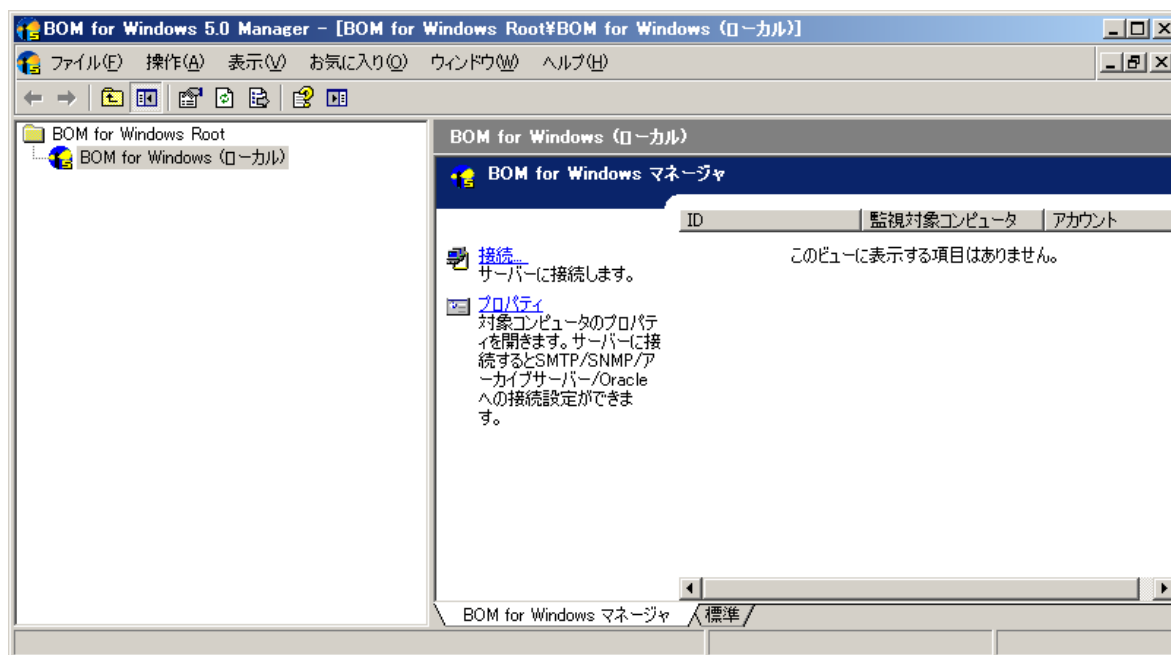 BOM for Windows 5.0 Manager - [BOM for Windows Root¥BOM for Windows (ローカル)]
ファイル(F) 操作(A) 表示(V) お気に入り(O) ウィンドウ(W) ヘルプ(H)
BOM for Windows Root
BOM for Windows (ローカル)
BOM for Windows (ローカル)
BOM for Windows マネージャ
ID 監視対象コンピュータ アカウント
このビューに表示する項目はありません。
接続...
サーバーに接続します。
プロパティ
対象コンピュータのプロパテ
ィを開きます。サーバーに接
続するとSMTP/SNMP/ア
ーカイブサーバー/Oracle
への接続設定ができま
す。
BOM for Windows マネージャ 標準